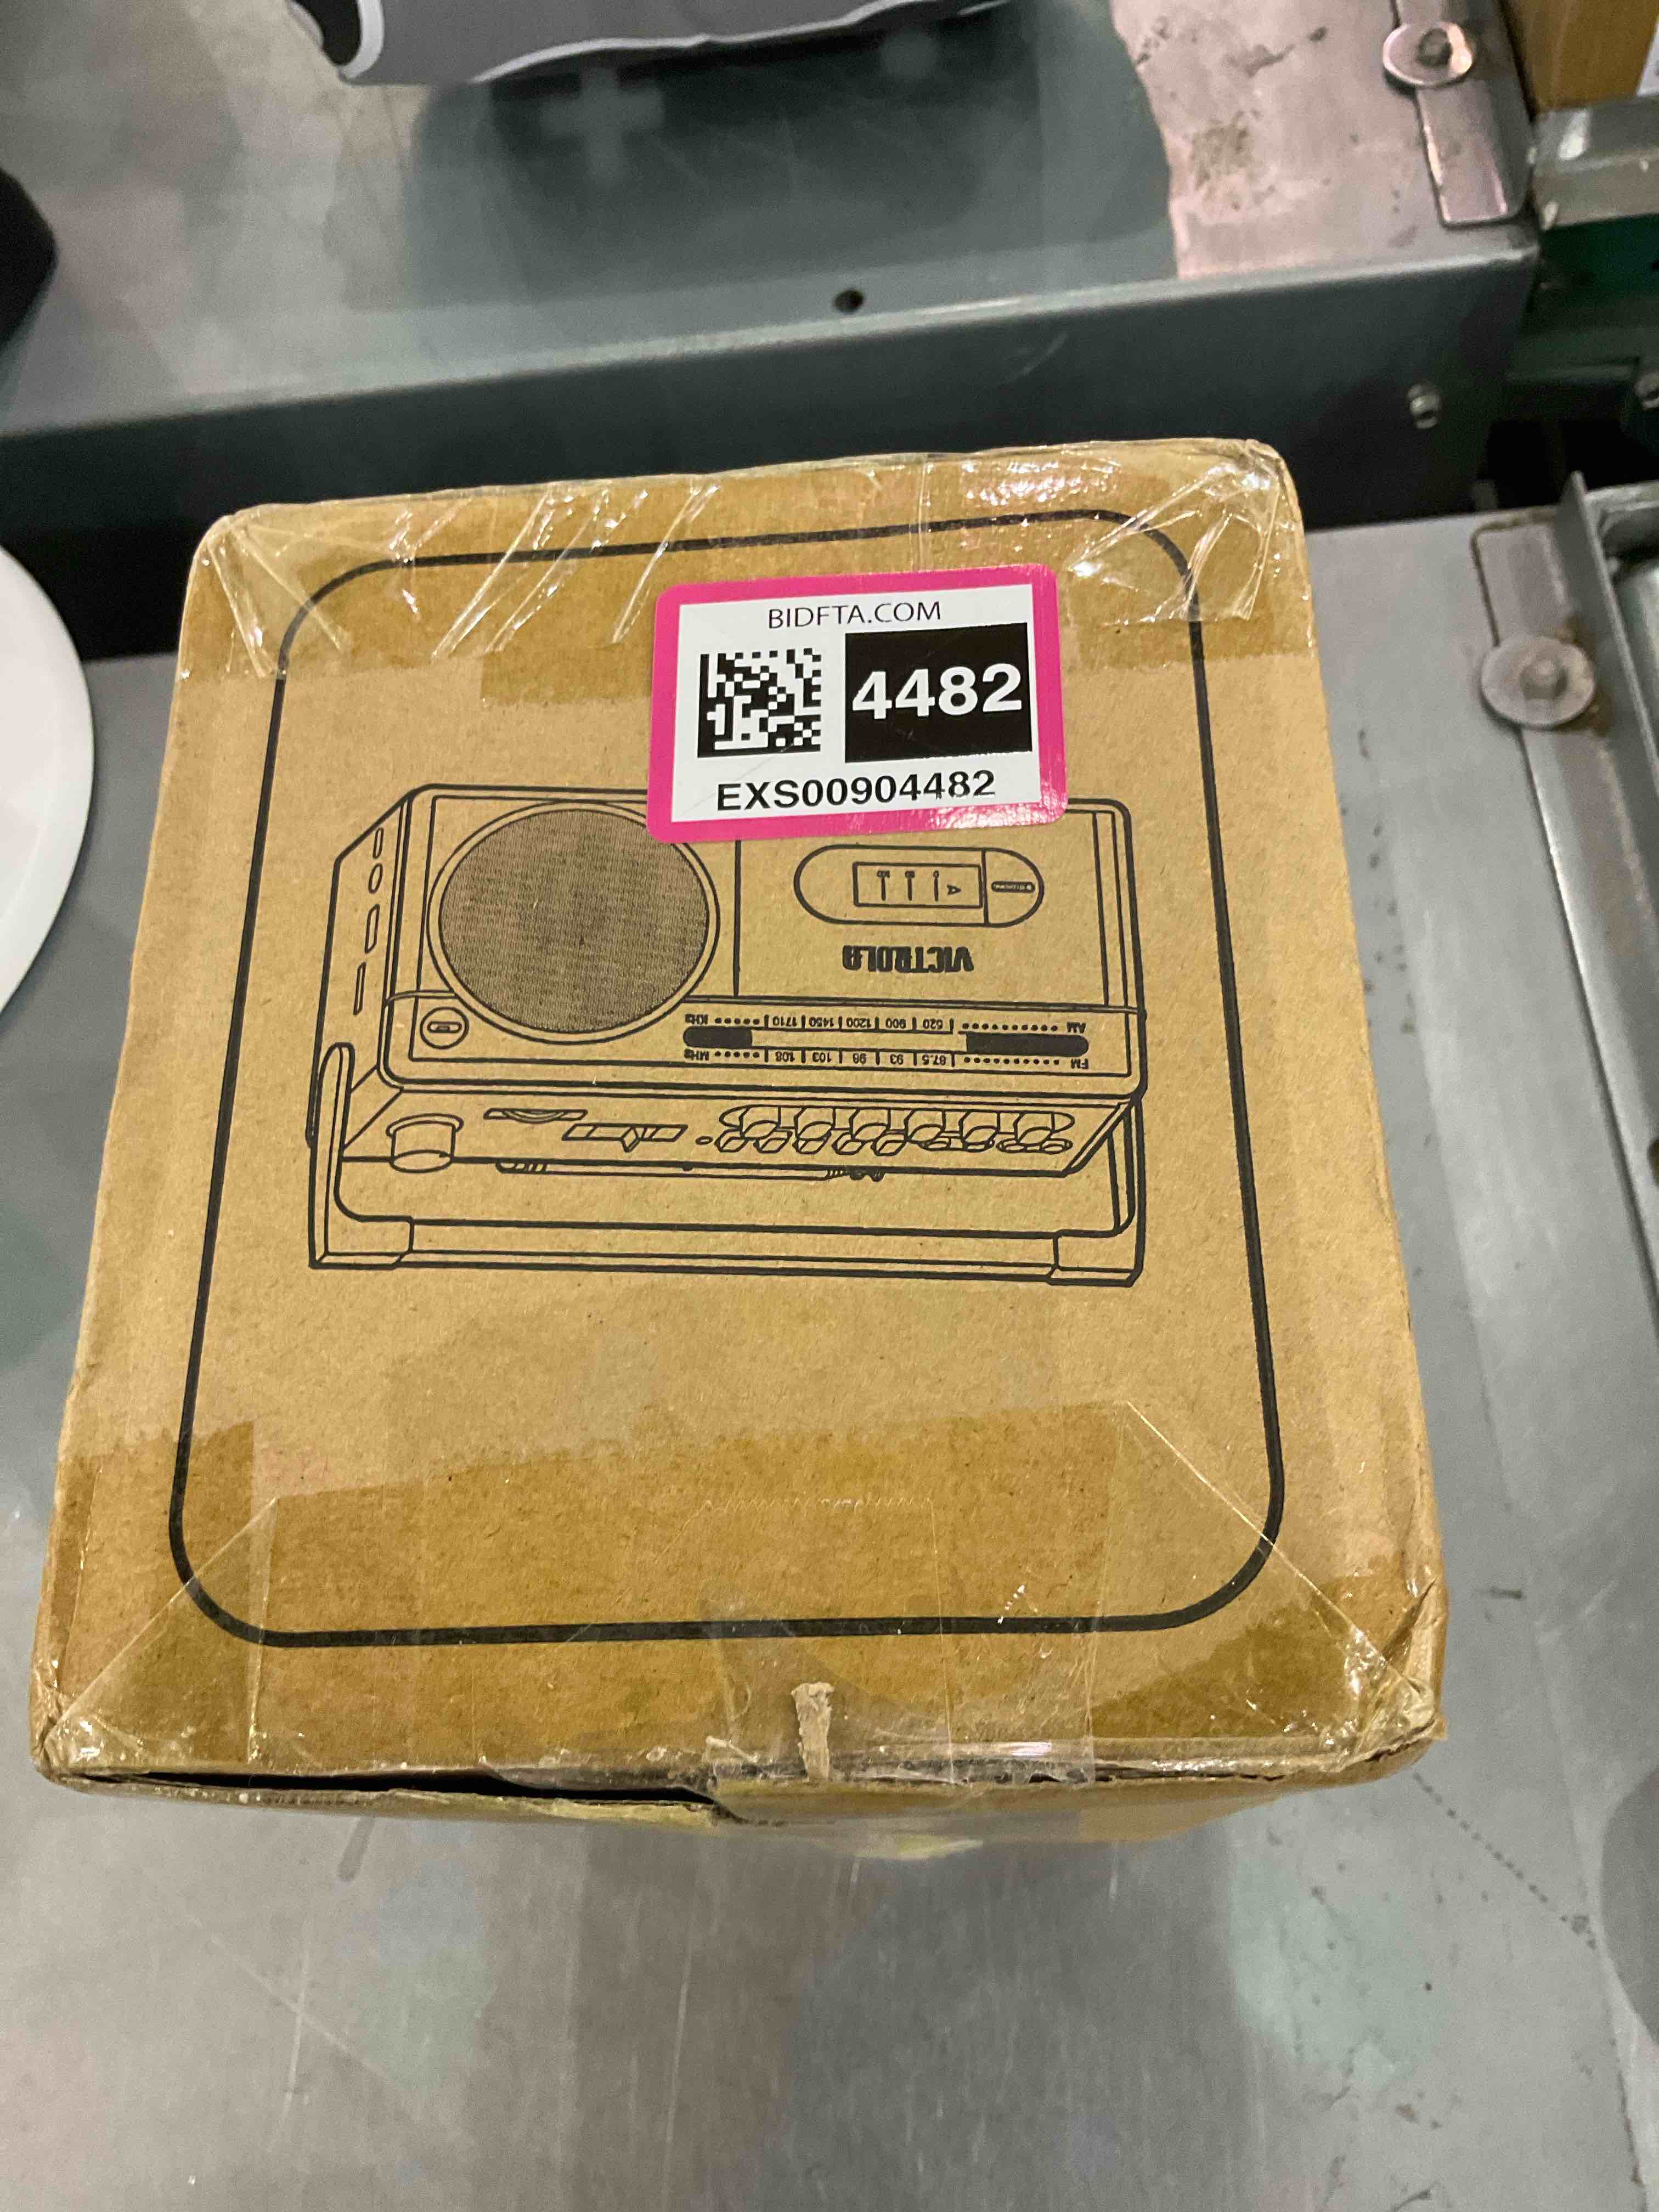 BIDFTA.COM
4482
EXS00904482
A
VICTROLA
AM 520 900 1200 1450 1710 KHz
FM 87.5 93 98 103 108 MHz